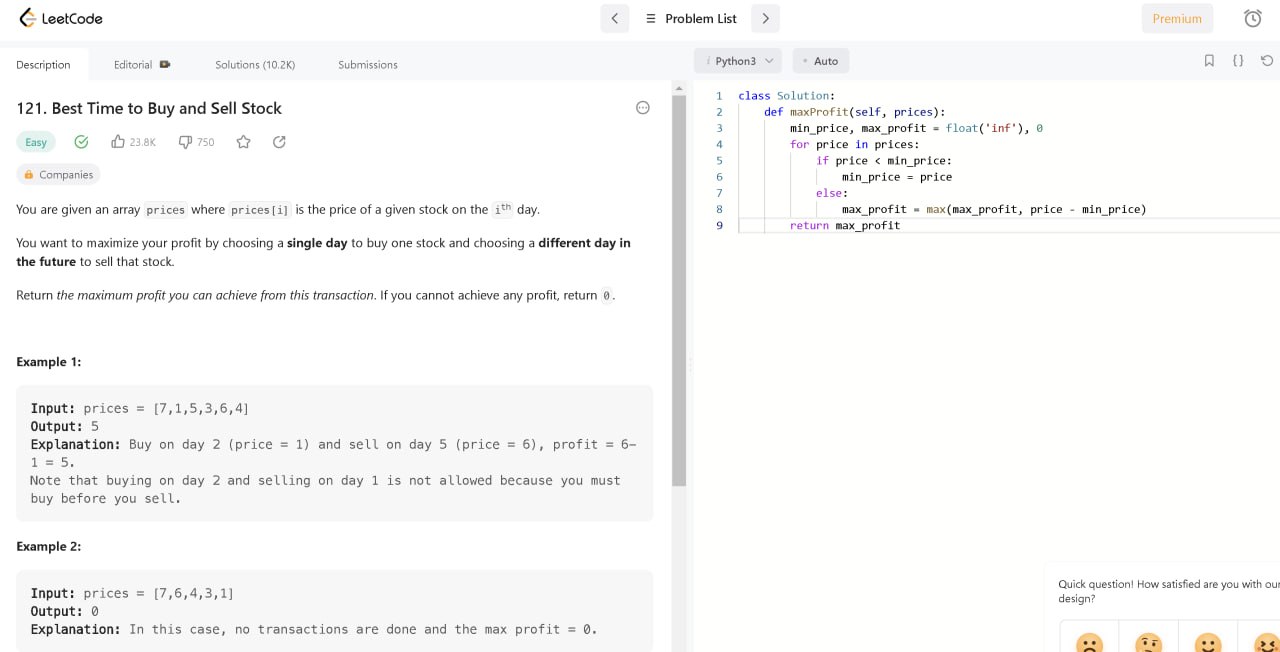 LeetCode
Problem List
Premium
Description
Editorial
Solutions (10.2K)
Submissions
Python3
Auto
121. Best Time to Buy and Sell Stock
Easy
23.8K
750
Companies
You are given an array prices where prices[i] is the price of a given stock on the ith day.
You want to maximize your profit by choosing a single day to buy one stock and choosing a different day in
the future to sell that stock.
Return the maximum profit you can achieve from this transaction. If you cannot achieve any profit, return 0.
Example 1:
Input: prices = [7,1,5,3,6,4]
Output: 5
Explanation: Buy on day 2 (price = 1) and sell on day 5 (price = 6), profit = 6-
1 = 5.
Note that buying on day 2 and selling on day 1 is not allowed because you must
buy before you sell.
Example 2:
Input: prices = [7,6,4,3,1]
Output: 0
Explanation: In this case, no transactions are done and the max profit = 0.
1 class Solution:
2     def maxProfit(self, prices):
3         min_price, max_profit = float('inf'), 0
4         for price in prices:
5             if price < min_price:
6                 min_price = price
7             else:
8                 max_profit = max(max_profit, price - min_price)
9         return max_profit
Quick question! How satisfied are you with our
design?